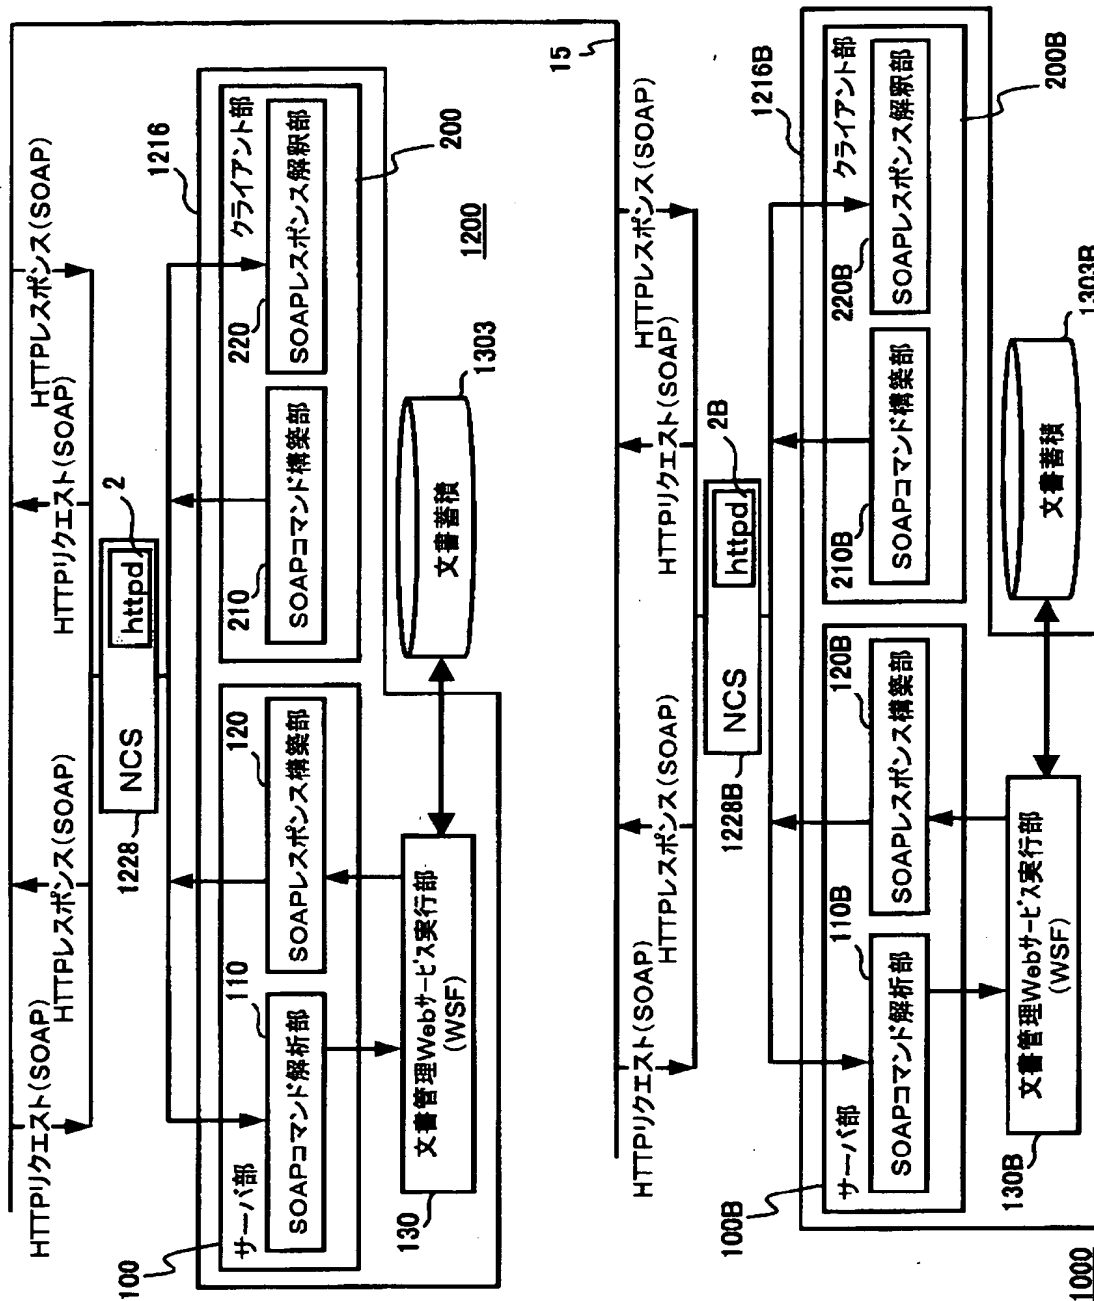 HTTPリクエスト(SOAP)
HTTPレスポンス(SOAP)
HTTPリクエスト(SOAP)
HTTPレスポンス(SOAP)
1228
NCS
httpd
2
1216
100
サーバ部
110
SOAPコマンド解析部
120
SOAPレスポンス構築部
クライアント部
210
SOAPコマンド構築部
220
SOAPレスポンス解釈部
200
130
文書管理Webサービス実行部
(WSF)
文書蓄積
1303
1200
15
HTTPリクエスト(SOAP)
HTTPレスポンス(SOAP)
HTTPリクエスト(SOAP)
HTTPレスポンス(SOAP)
1228B
NCS
httpd
2B
1216B
100B
サーバ部
110B
SOAPコマンド解析部
120B
SOAPレスポンス構築部
クライアント部
210B
SOAPコマンド構築部
220B
SOAPレスポンス解釈部
200B
130B
文書管理Webサービス実行部
(WSF)
文書蓄積
1303B
1000